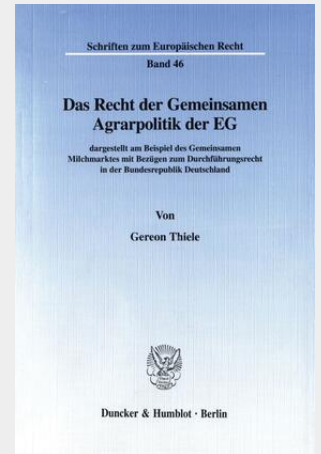 Schriften zum Europäischen Recht
Band 46
Das Recht der Gemeinsamen
Agrarpolitik der EG
dargestellt am Beispiel des Gemeinsamen
Milchmarktes mit Bezügen zum Durchführungsrecht
in der Bundesrepublik Deutschland
Von
Gereon Thiele
Duncker & Humblot · Berlin